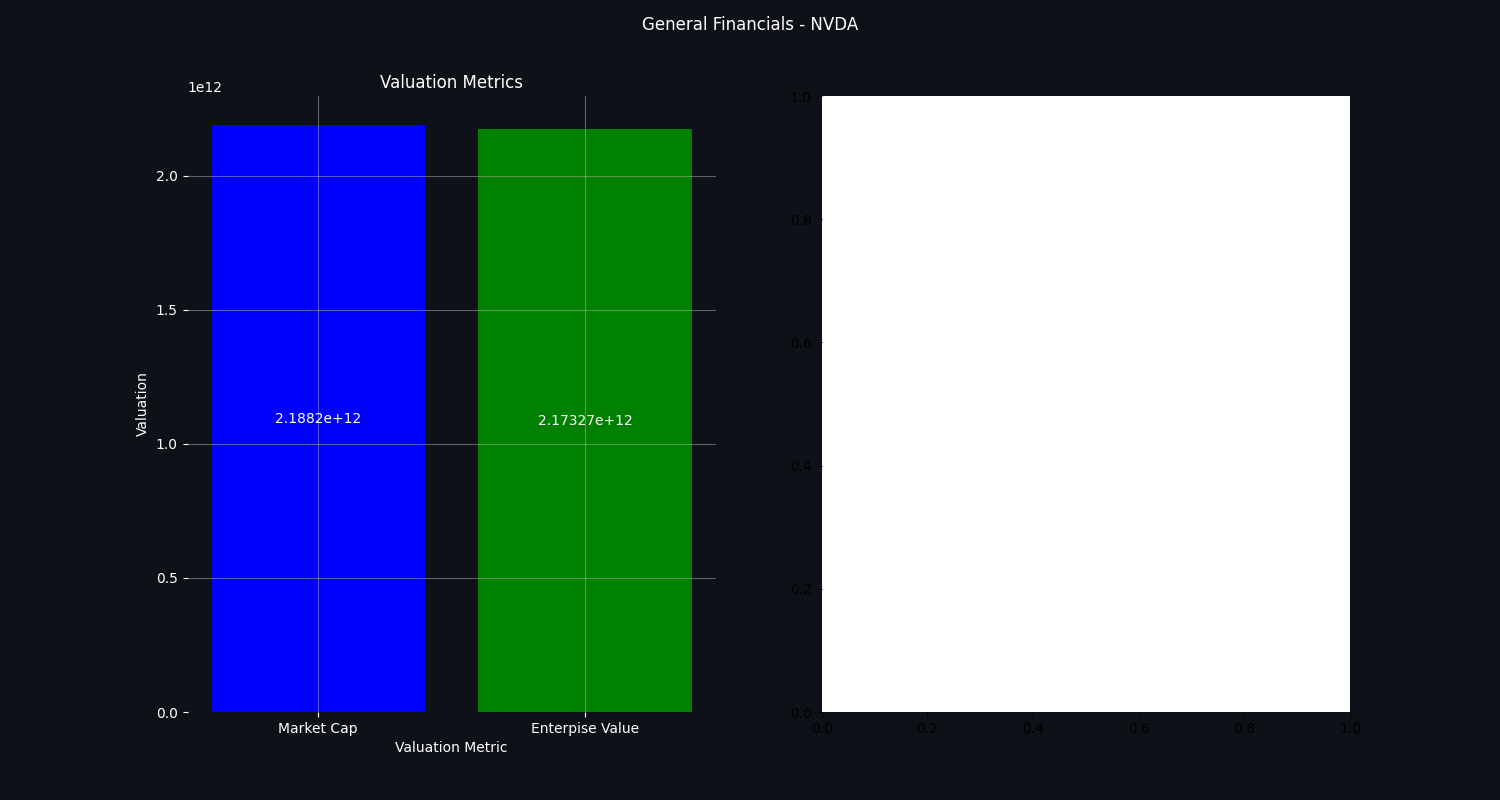 General Financials - NVDA
Valuation Metrics
1e12
2.0
1.5
1.0
0.5
0.0
Valuation
2.1882e+12
2.17327e+12
Market Cap
Enterpise Value
Valuation Metric
1.0
0.8
0.6
0.4
0.2
0.0
0.0 0.2 0.4 0.6 0.8 1.0